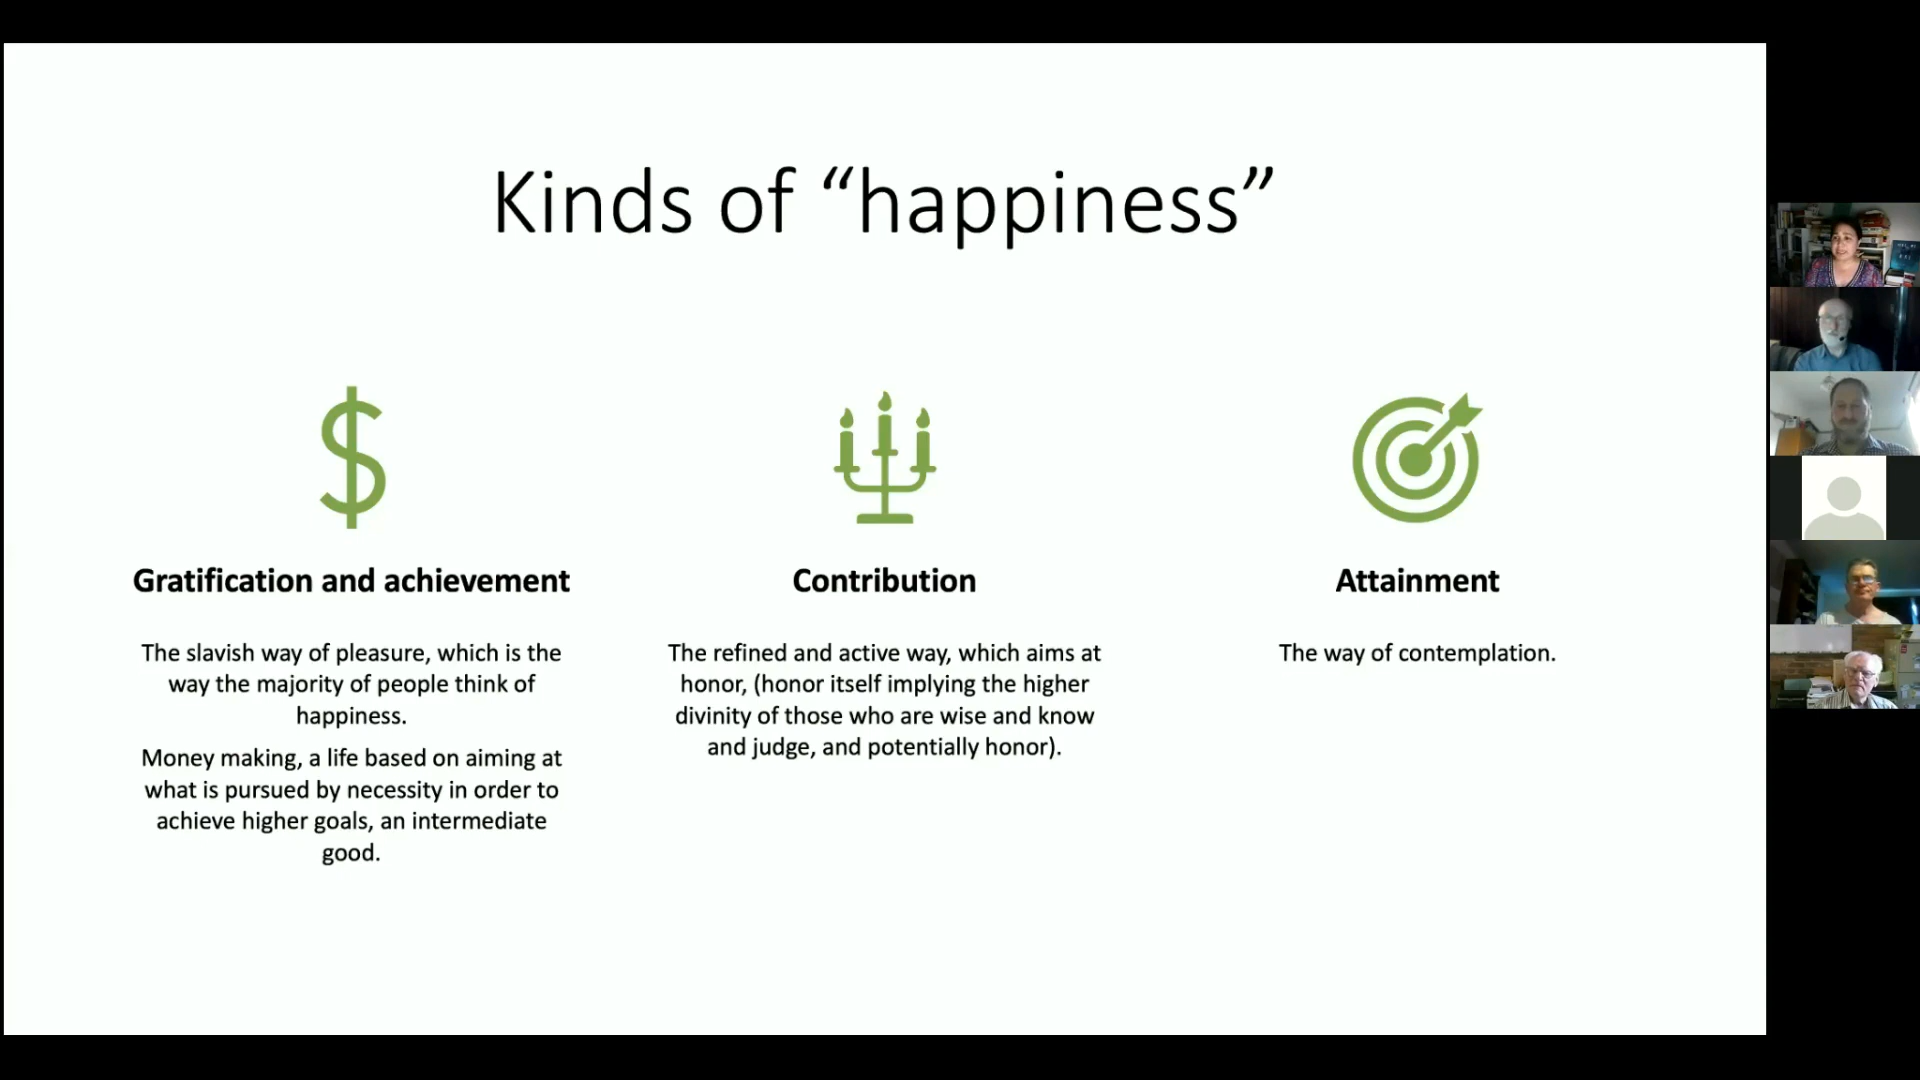 Kinds of “happiness”
Gratification and achievement
The slavish way of pleasure, which is the
way the majority of people think of
happiness.
Money making, a life based on aiming at
what is pursued by necessity in order to
achieve higher goals, an intermediate
good.
Contribution
The refined and active way, which aims at
honor, (honor itself implying the higher
divinity of those who are wise and know
and judge, and potentially honor).
Attainment
The way of contemplation.